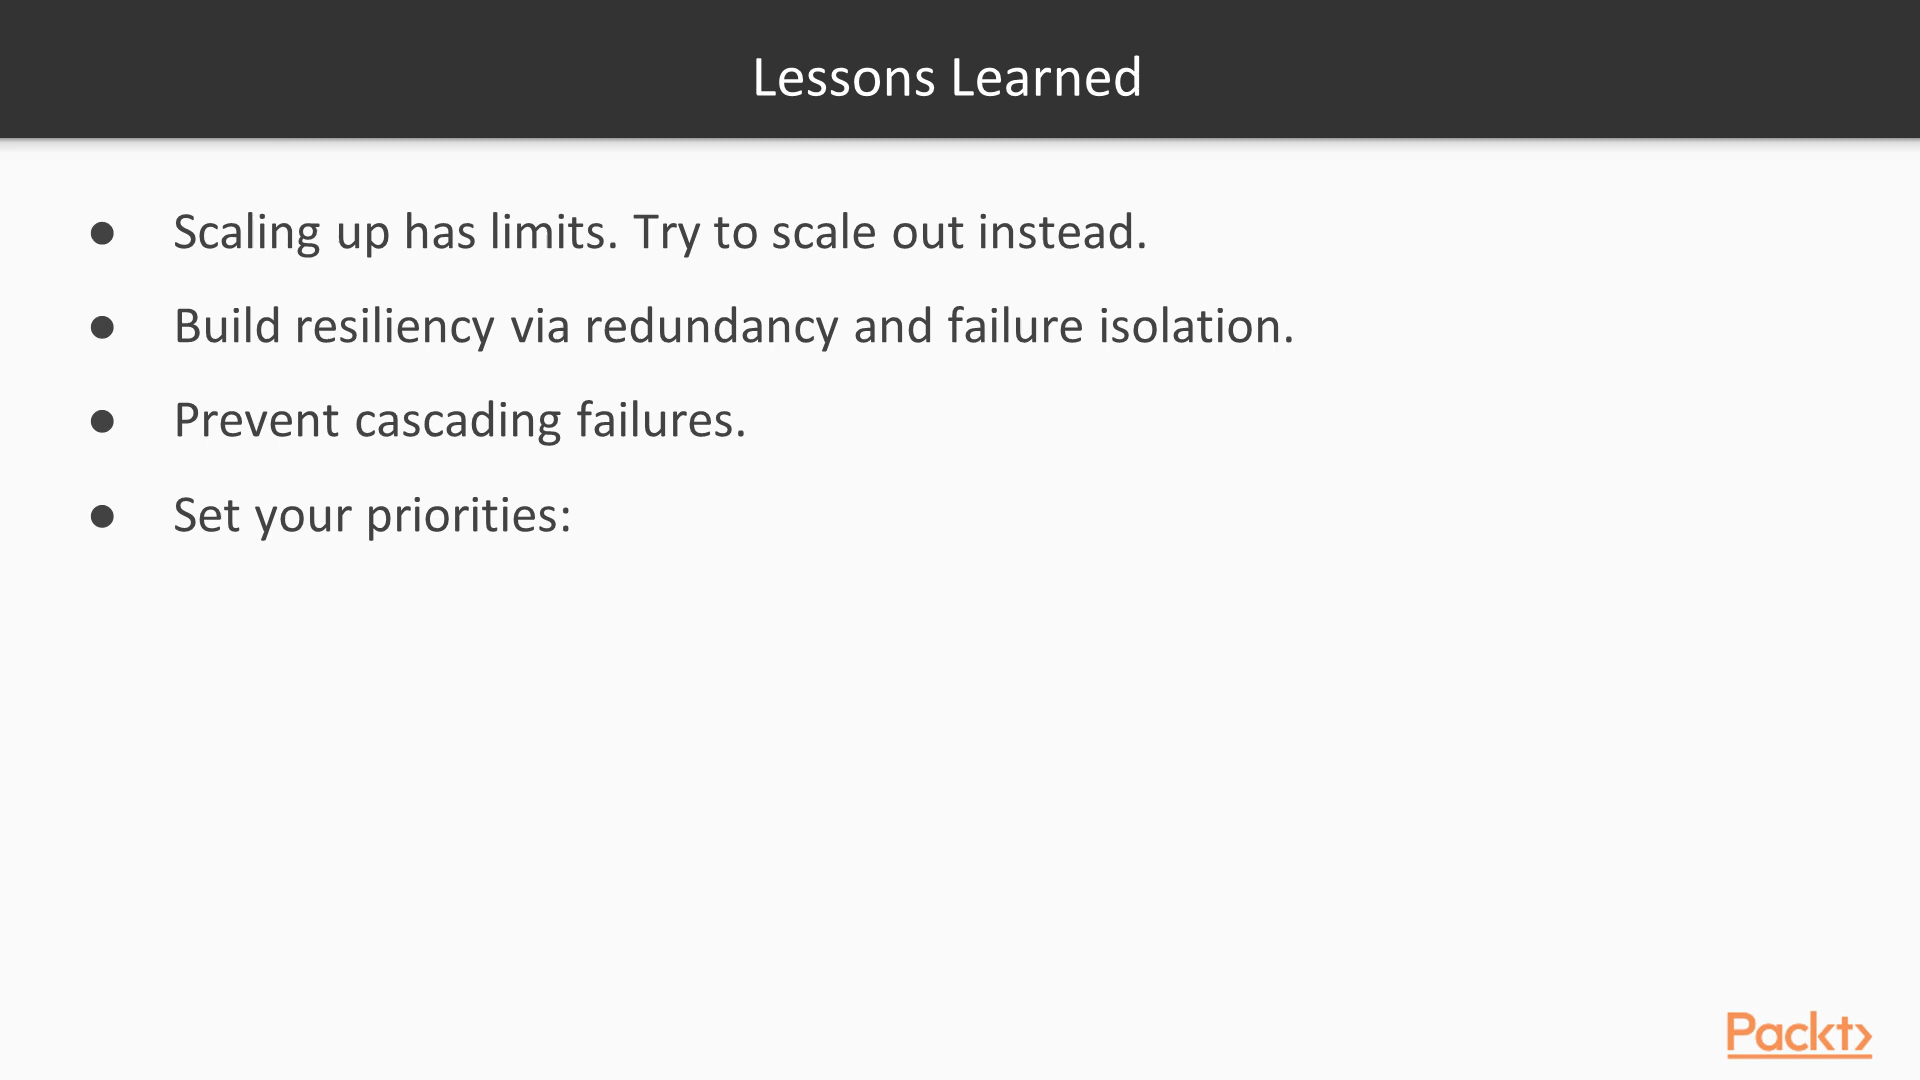 Lessons Learned
● Scaling up has limits. Try to scale out instead.
● Build resiliency via redundancy and failure isolation.
● Prevent cascading failures.
● Set your priorities:
Packt>